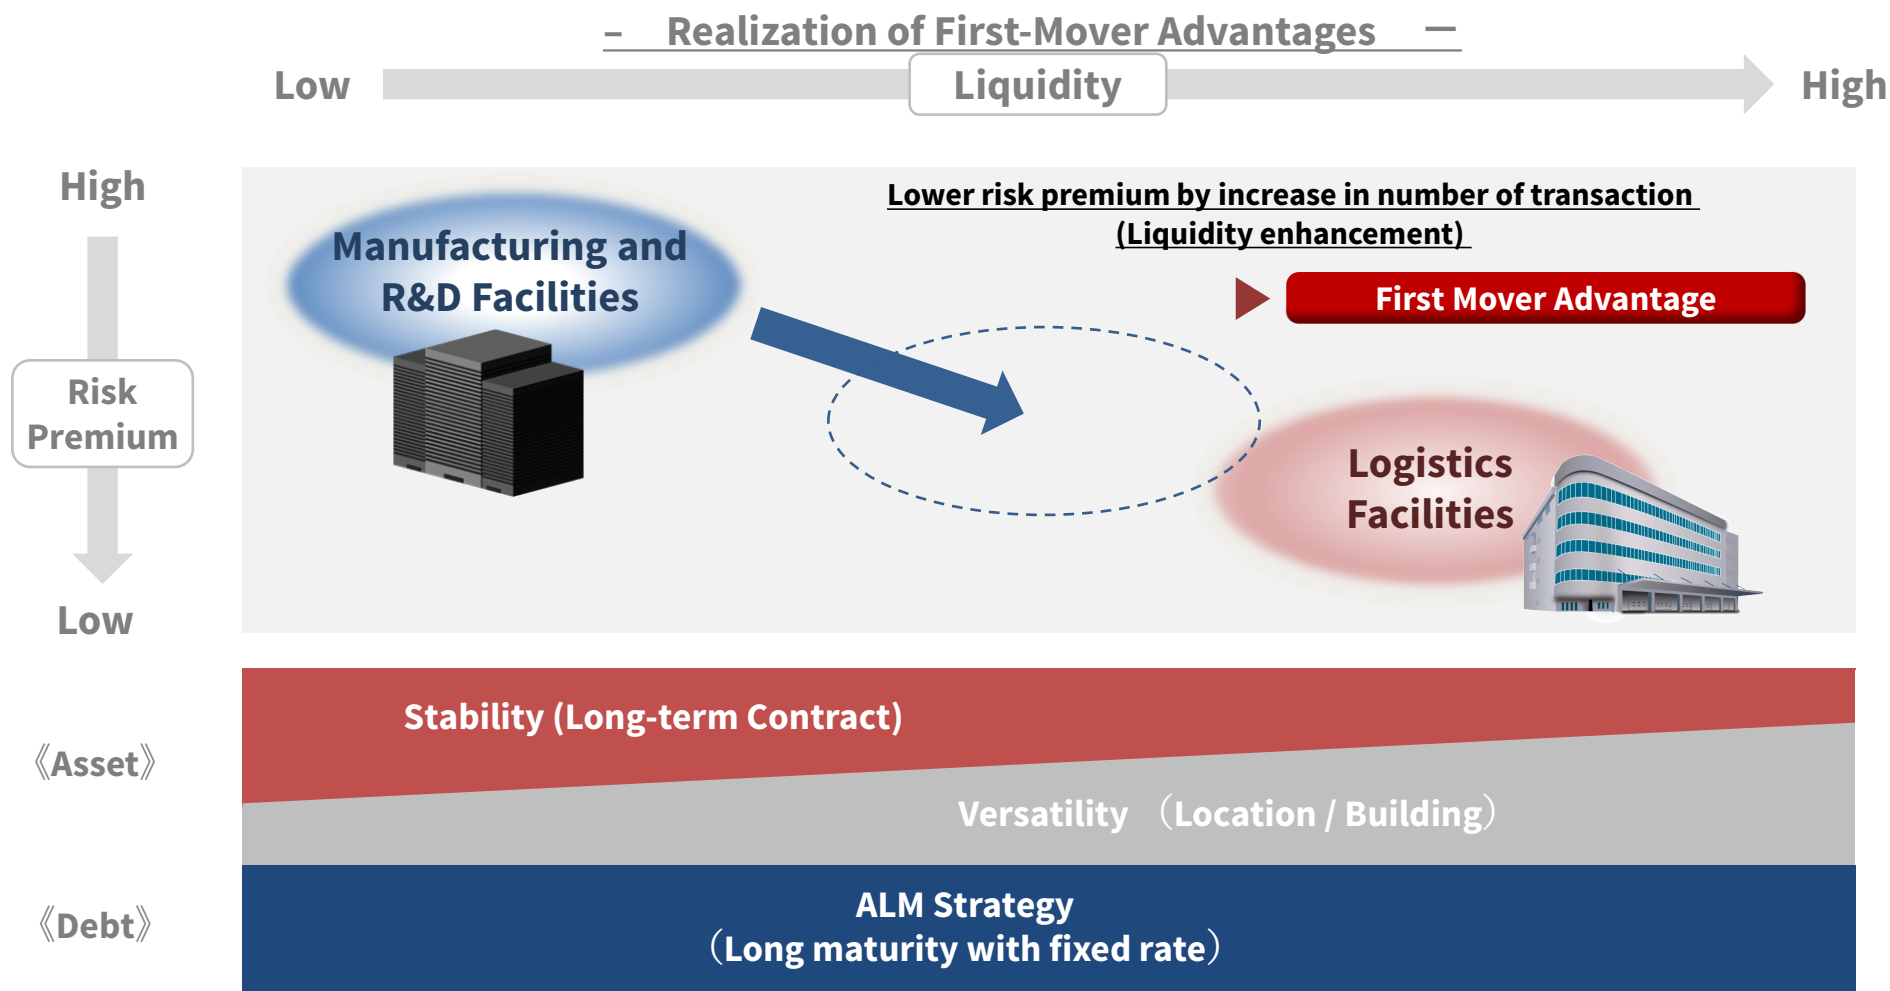 – Realization of First-Mover Advantages —
Low
Liquidity
High
High
Risk
Premium
Low
Lower risk premium by increase in number of transaction
(Liquidity enhancement)
First Mover Advantage
Manufacturing and
R&D Facilities
Logistics
Facilities
《Asset》
Stability (Long-term Contract)
Versatility （Location / Building）
《Debt》
ALM Strategy
（Long maturity with fixed rate）